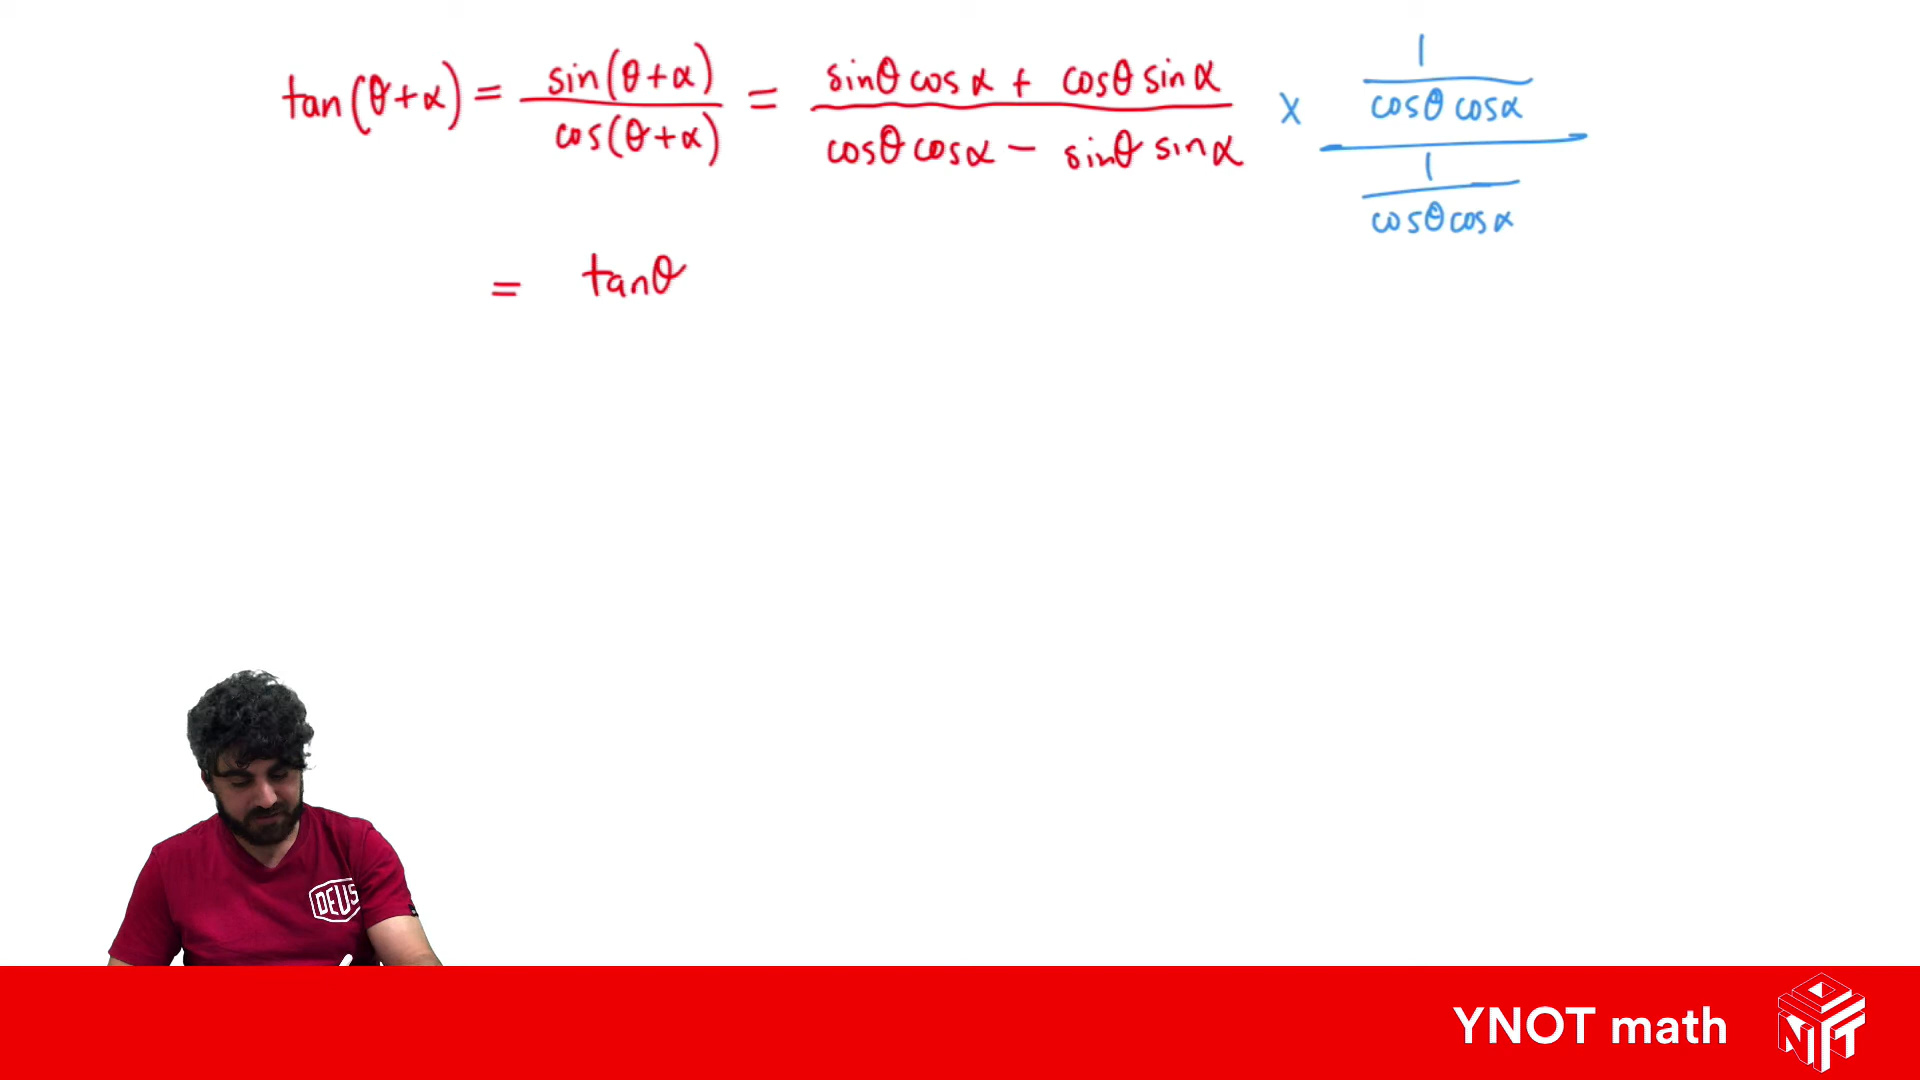 tan(θ+α) = sin(θ+α) / cos(θ+α) = sinθ cosα + cosθ sinα / cosθ cosα − sinθ sinα × 1 / cosθ cosα / 1 / cosθ cosα
= tanθ
DEUS
YNOT math
YNOT